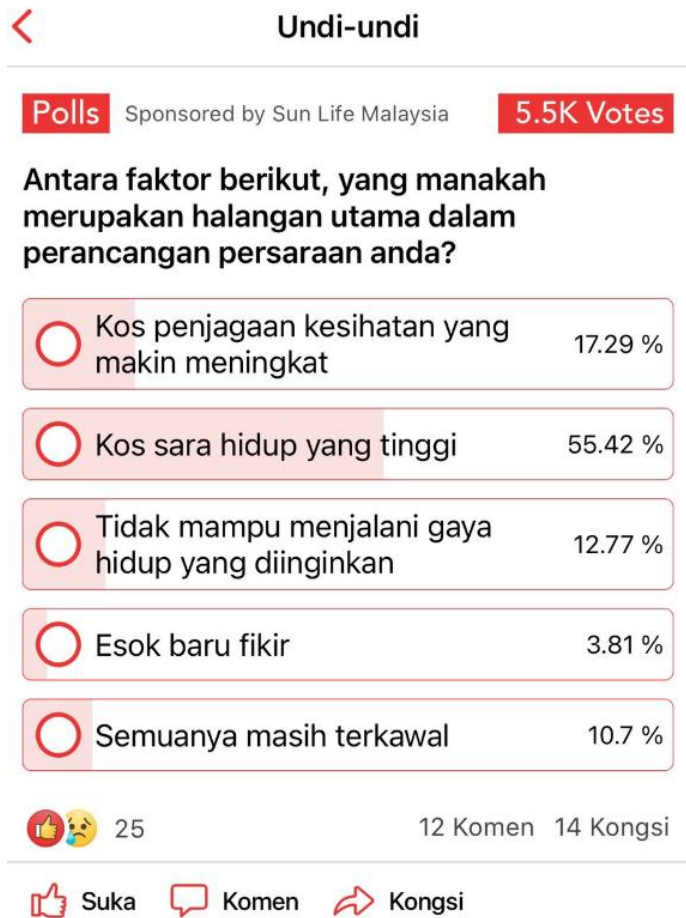 Undi-undi
Polls Sponsored by Sun Life Malaysia 5.5K Votes
Antara faktor berikut, yang manakah
merupakan halangan utama dalam
perancangan persaraan anda?
Kos penjagaan kesihatan yang
makin meningkat
17.29 %
Kos sara hidup yang tinggi 55.42 %
Tidak mampu menjalani gaya
hidup yang diinginkan
12.77 %
Esok baru fikir 3.81 %
Semuanya masih terkawal 10.7 %
25 12 Komen 14 Kongsi
Suka Komen Kongsi